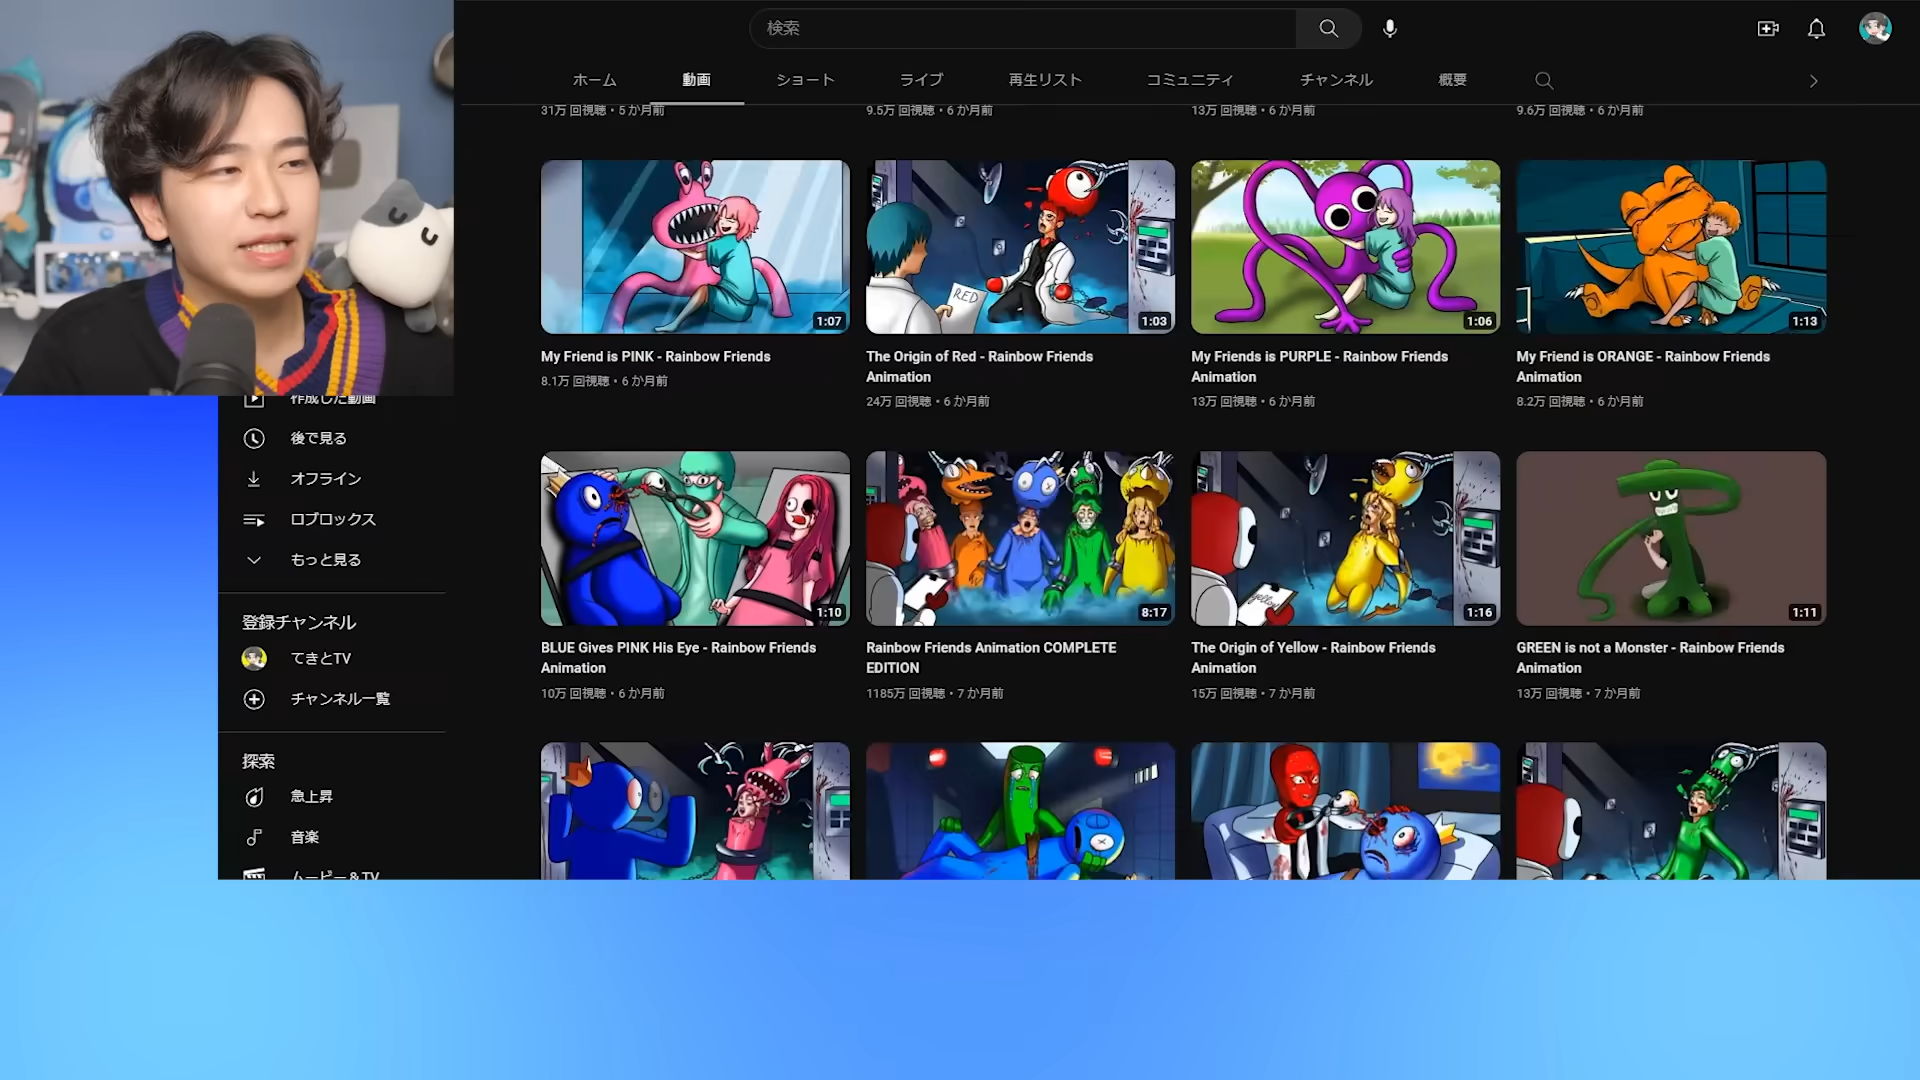 検索
ホーム
動画
ショート
ライブ
再生リスト
コミュニティ
チャンネル
概要
31万 回視聴・5 か月前
9.5万 回視聴・6 か月前
13万 回視聴・6 か月前
9.6万 回視聴・6 か月前
RED
1:07
1:03
1:06
1:13
My Friend is PINK - Rainbow Friends
8.1万 回視聴・6 か月前
The Origin of Red - Rainbow Friends
Animation
24万 回視聴・6 か月前
My Friends is PURPLE - Rainbow Friends
Animation
13万 回視聴・6 か月前
My Friend is ORANGE - Rainbow Friends
Animation
8.2万 回視聴・6 か月前
作成した動画
後で見る
オフライン
ロブロックス
もっと見る
登録チャンネル
てきとTV
チャンネル一覧
探索
急上昇
音楽
ムービー＆TV
Yellow
1:10
8:17
1:16
1:11
BLUE Gives PINK His Eye - Rainbow Friends
Animation
10万 回視聴・6 か月前
Rainbow Friends Animation COMPLETE
EDITION
1185万 回視聴・7 か月前
The Origin of Yellow - Rainbow Friends
Animation
15万 回視聴・7 か月前
GREEN is not a Monster - Rainbow Friends
Animation
13万 回視聴・7 か月前